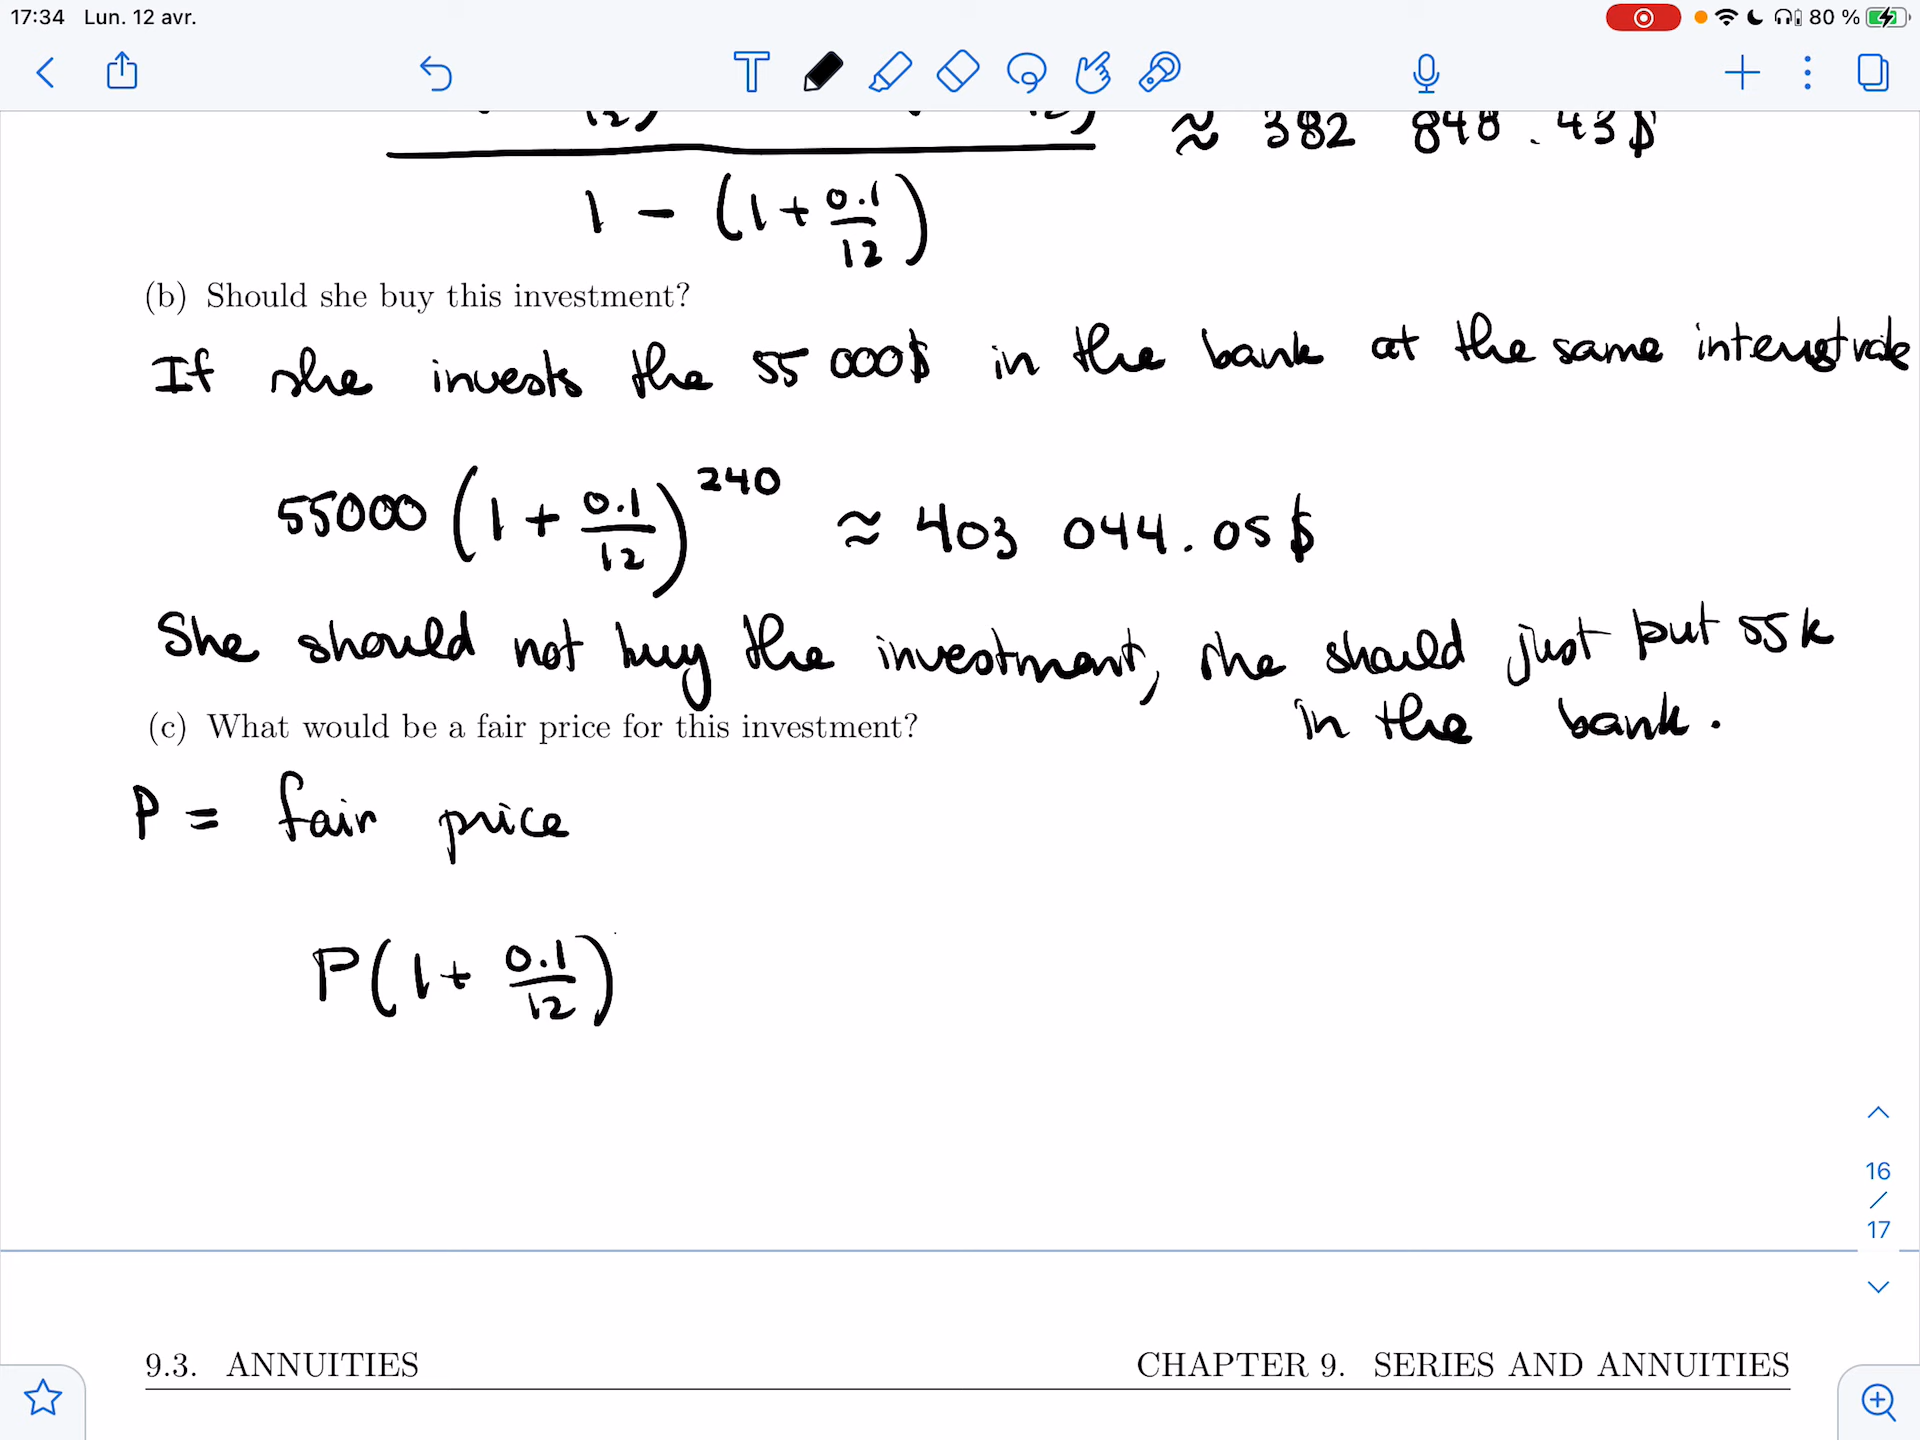 17:34 Lun. 12 avr. 80 %
12) 12) ≈ 382 848.43$
1 - (1 + 0.1/12)
(b) Should she buy this investment?
If she invests the 55 000$ in the bank at the same interest rate
55000 (1 + 0.1/12)^240 ≈ 403 044.05$
She should not buy the investment, she should just put 55k
in the bank.
(c) What would be a fair price for this investment?
P = fair price
P(1 + 0.1/12)
16
/
17
9.3. ANNUITIES CHAPTER 9. SERIES AND ANNUITIES